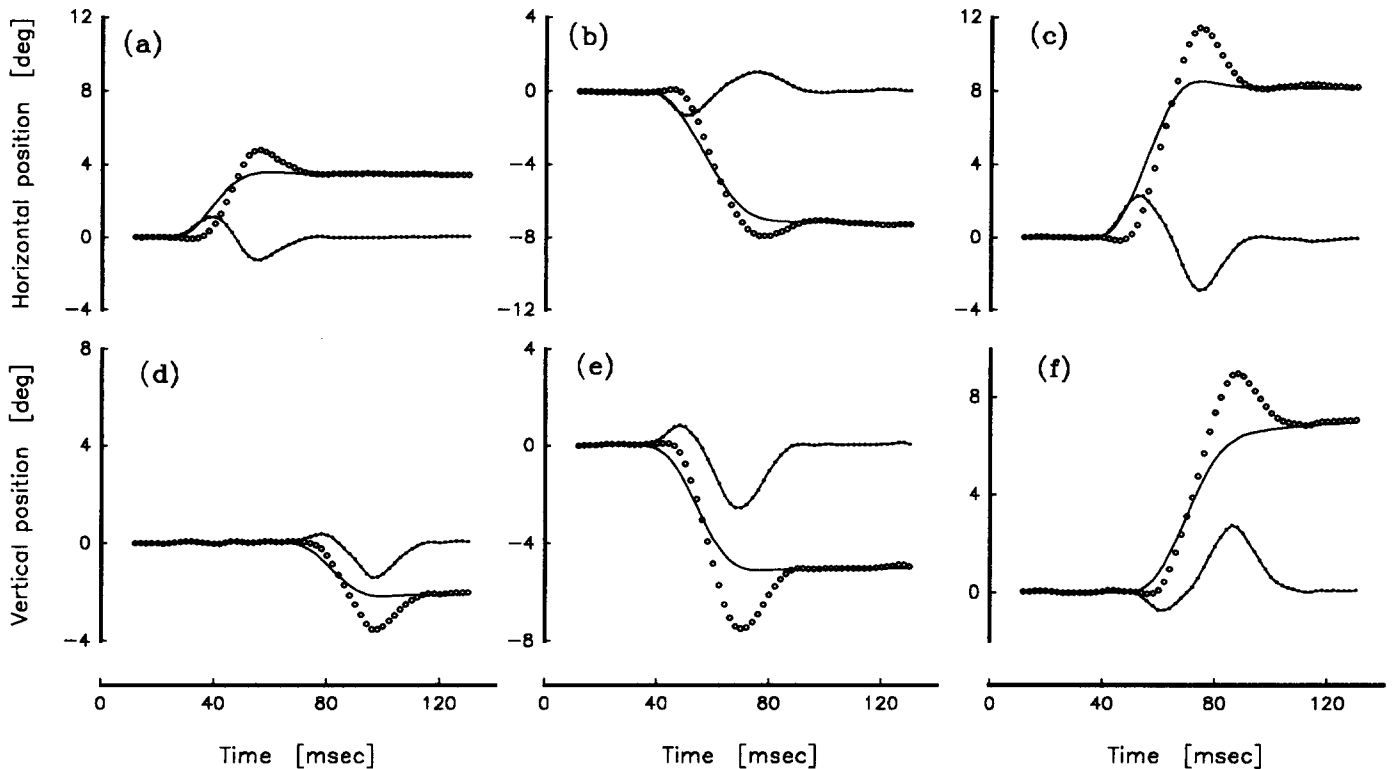 Horizontal position [deg]
12
8
4
0
−4
(a)
4
0
−4
−8
−12
(b)
12
8
4
0
−4
(c)
Vertical position [deg]
8
4
0
−4
(d)
4
0
−4
−8
(e)
8
4
0
(f)
0 40 80 120
0 40 80 120
0 40 80 120
Time [msec]
Time [msec]
Time [msec]